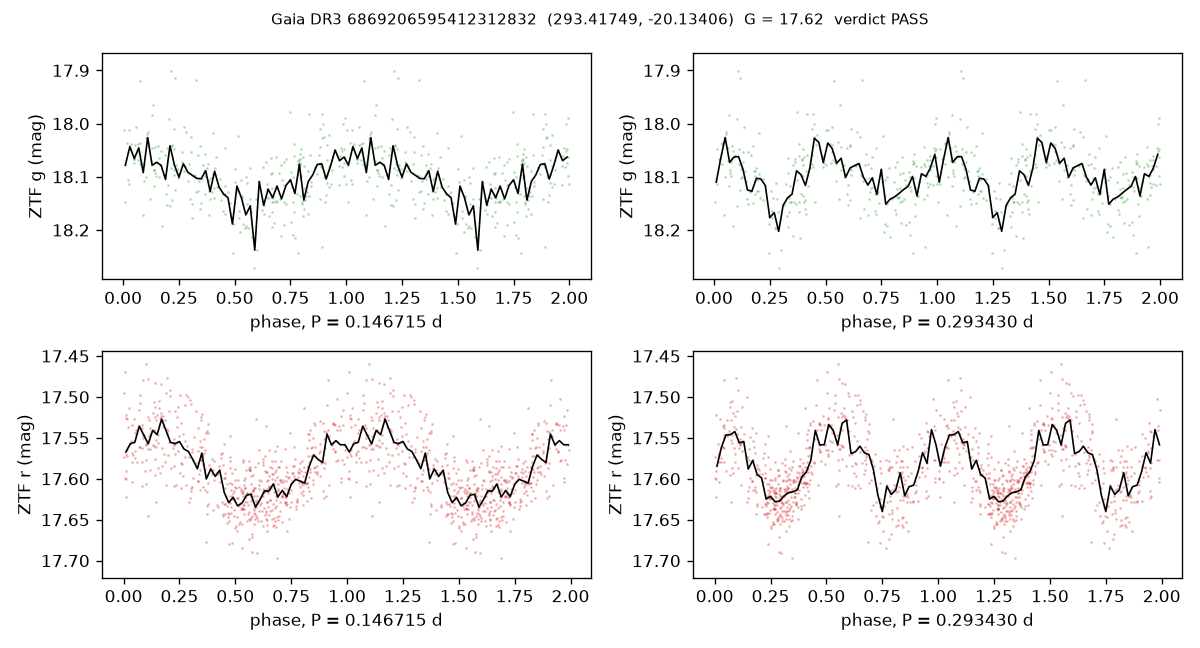 Gaia DR3 6869206595412312832 (293.41749, -20.13406) G = 17.62 verdict PASS
ZTF g (mag)
17.9
18.0
18.1
18.2
0.00 0.25 0.50 0.75 1.00 1.25 1.50 1.75 2.00
phase, P = 0.146715 d
ZTF g (mag)
17.9
18.0
18.1
18.2
0.00 0.25 0.50 0.75 1.00 1.25 1.50 1.75 2.00
phase, P = 0.293430 d
ZTF r (mag)
17.45
17.50
17.55
17.60
17.65
17.70
0.00 0.25 0.50 0.75 1.00 1.25 1.50 1.75 2.00
phase, P = 0.146715 d
ZTF r (mag)
17.45
17.50
17.55
17.60
17.65
17.70
0.00 0.25 0.50 0.75 1.00 1.25 1.50 1.75 2.00
phase, P = 0.293430 d